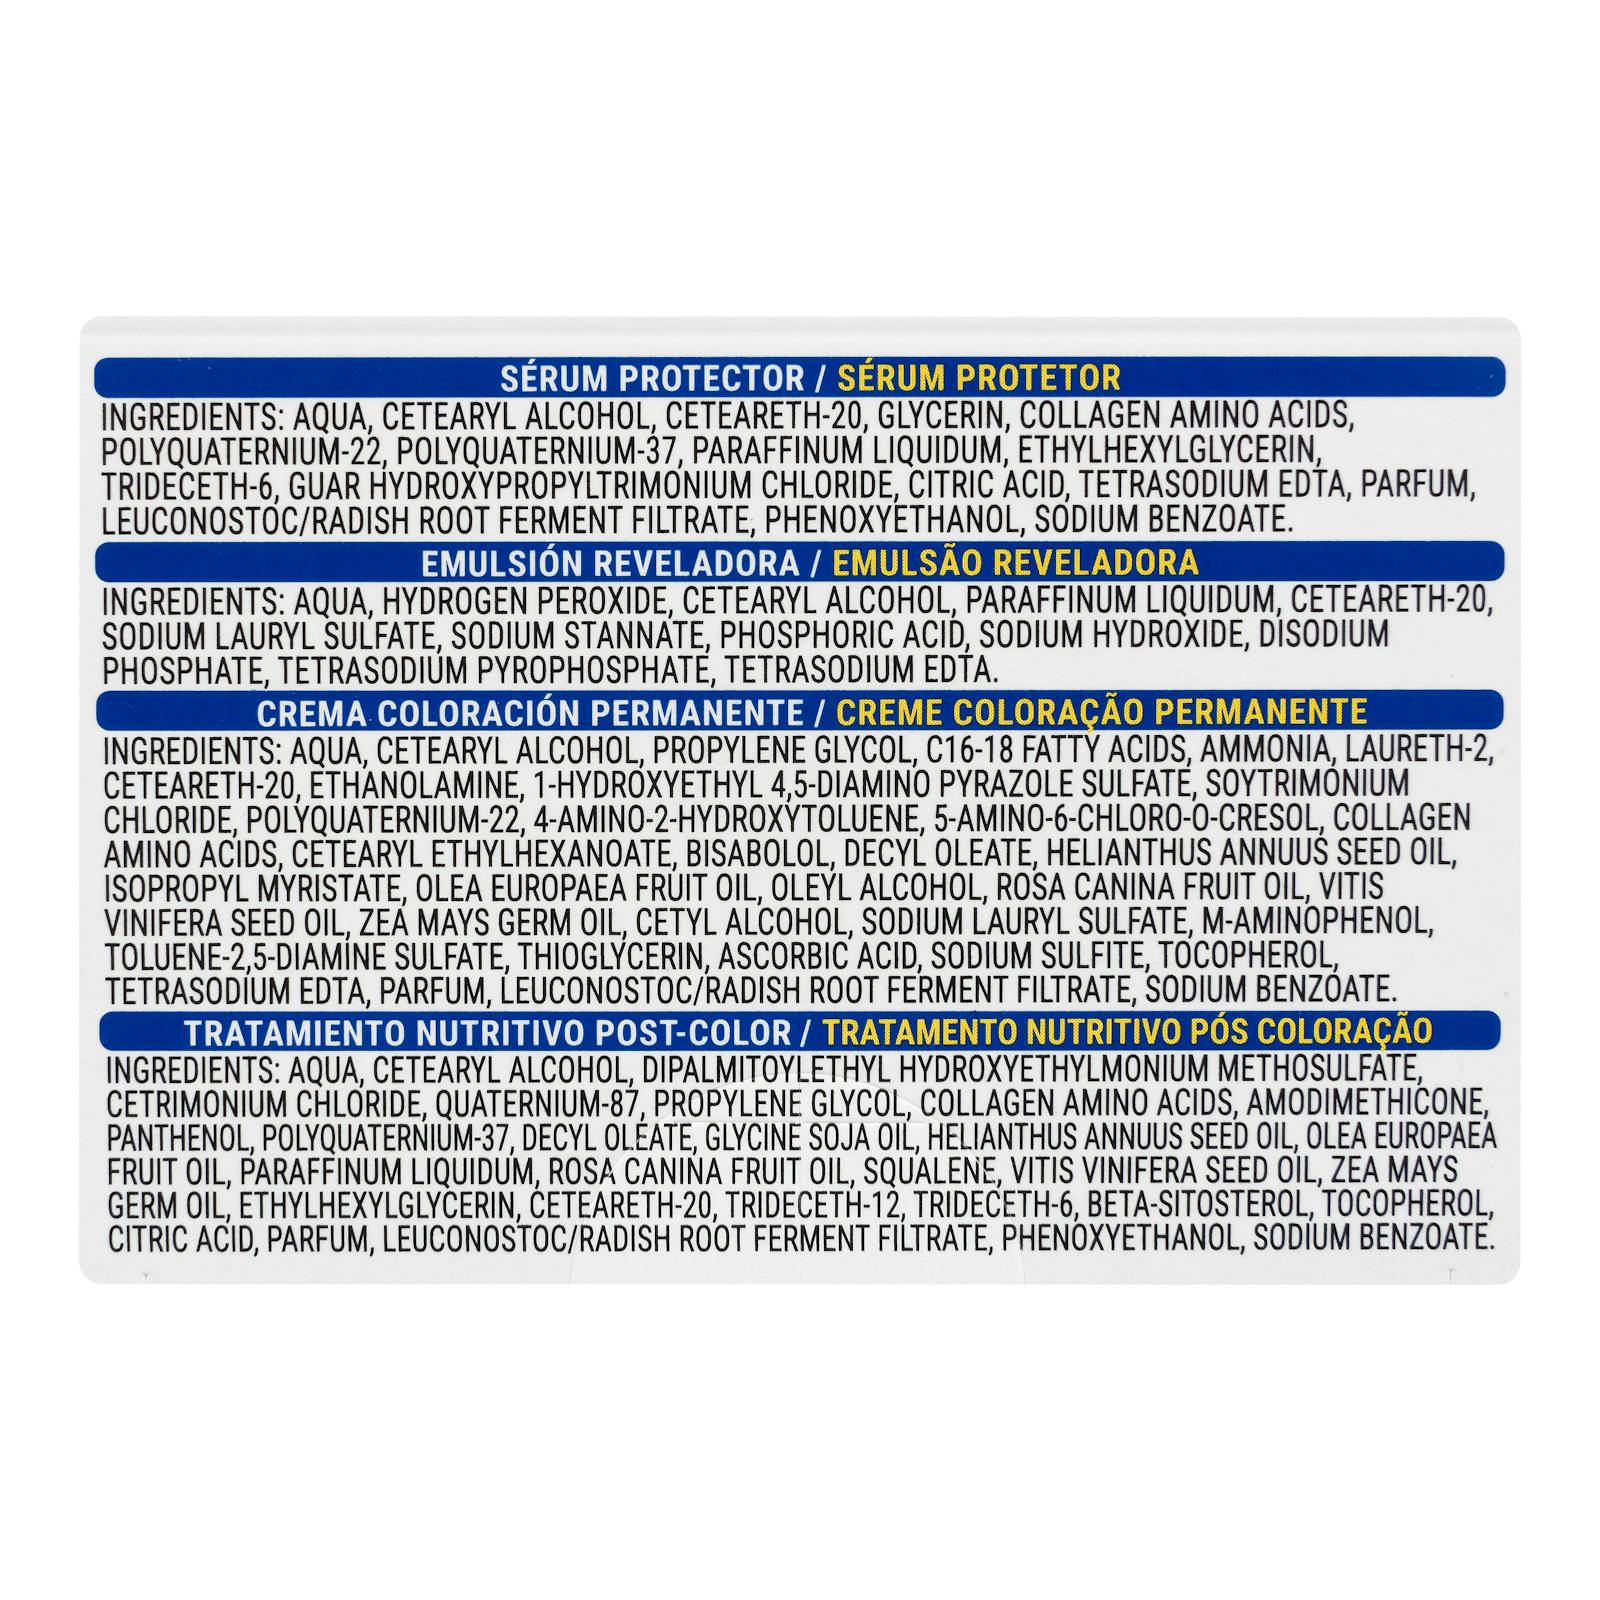 SÉRUM PROTECTOR / SÉRUM PROTETOR
INGREDIENTS: AQUA, CETEARYL ALCOHOL, CETEARETH-20, GLYCERIN, COLLAGEN AMINO ACIDS,
POLYQUATERNIUM-22, POLYQUATERNIUM-37, PARAFFINUM LIQUIDUM, ETHYLHEXYLGLYCERIN,
TRIDECETH-6, GUAR HYDROXYPROPYLTRIMONIUM CHLORIDE, CITRIC ACID, TETRASODIUM EDTA, PARFUM,
LEUCONOSTOC/RADISH ROOT FERMENT FILTRATE, PHENOXYETHANOL, SODIUM BENZOATE.
EMULSIÓN REVELADORA / EMULSÃO REVELADORA
INGREDIENTS: AQUA, HYDROGEN PEROXIDE, CETEARYL ALCOHOL, PARAFFINUM LIQUIDUM, CETEARETH-20,
SODIUM LAURYL SULFATE, SODIUM STANNATE, PHOSPHORIC ACID, SODIUM HYDROXIDE, DISODIUM
PHOSPHATE, TETRASODIUM PYROPHOSPHATE, TETRASODIUM EDTA.
CREMA COLORACIÓN PERMANENTE / CREME COLORAÇÃO PERMANENTE
INGREDIENTS: AQUA, CETEARYL ALCOHOL, PROPYLENE GLYCOL, C16-18 FATTY ACIDS, AMMONIA, LAURETH-2,
CETEARETH-20, ETHANOLAMINE, 1-HYDROXYETHYL 4,5-DIAMINO PYRAZOLE SULFATE, SOYTRIMONIUM
CHLORIDE, POLYQUATERNIUM-22, 4-AMINO-2-HYDROXYTOLUENE, 5-AMINO-6-CHLORO-O-CRESOL, COLLAGEN
AMINO ACIDS, CETEARYL ETHYLHEXANOATE, BISABOLOL, DECYL OLEATE, HELIANTHUS ANNUUS SEED OIL,
ISOPROPYL MYRISTATE, OLEA EUROPAEA FRUIT OIL, OLEYL ALCOHOL, ROSA CANINA FRUIT OIL, VITIS
VINIFERA SEED OIL, ZEA MAYS GERM OIL, CETYL ALCOHOL, SODIUM LAURYL SULFATE, M-AMINOPHENOL,
TOLUENE-2,5-DIAMINE SULFATE, THIOGLYCERIN, ASCORBIC ACID, SODIUM SULFITE, TOCOPHEROL,
TETRASODIUM EDTA, PARFUM, LEUCONOSTOC/RADISH ROOT FERMENT FILTRATE, SODIUM BENZOATE.
TRATAMIENTO NUTRITIVO POST-COLOR / TRATAMENTO NUTRITIVO PÓS COLORAÇÃO
INGREDIENTS: AQUA, CETEARYL ALCOHOL, DIPALMITOYLETHYL HYDROXYETHYLMONIUM METHOSULFATE,
CETRIMONIUM CHLORIDE, QUATERNIUM-87, PROPYLENE GLYCOL, COLLAGEN AMINO ACIDS, AMODIMETHICONE,
PANTHENOL, POLYQUATERNIUM-37, DECYL OLEATE, GLYCINE SOJA OIL, HELIANTHUS ANNUUS SEED OIL, OLEA EUROPAEA
FRUIT OIL, PARAFFINUM LIQUIDUM, ROSA CANINA FRUIT OIL, SQUALENE, VITIS VINIFERA SEED OIL, ZEA MAYS
GERM OIL, ETHYLHEXYLGLYCERIN, CETEARETH-20, TRIDECETH-12, TRIDECETH-6, BETA-SITOSTEROL, TOCOPHEROL,
CITRIC ACID, PARFUM, LEUCONOSTOC/RADISH ROOT FERMENT FILTRATE, PHENOXYETHANOL, SODIUM BENZOATE.